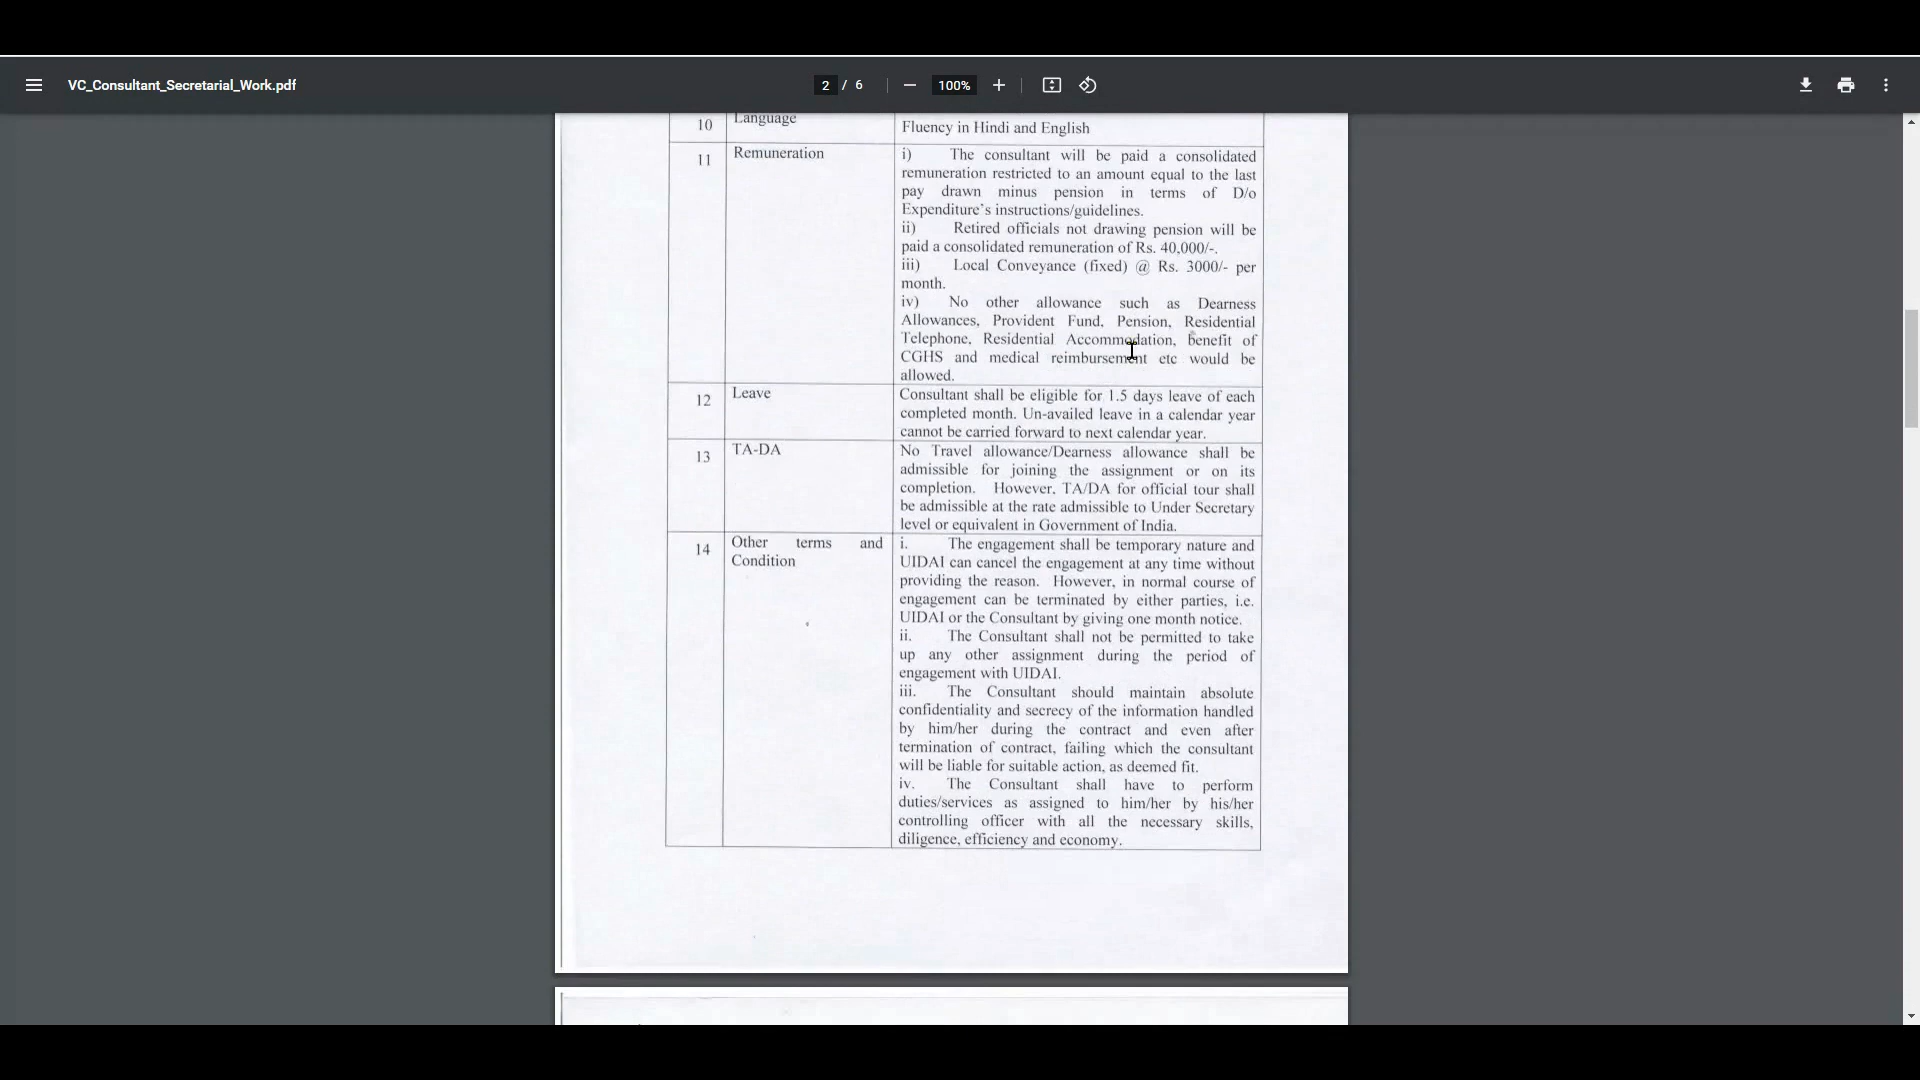 VC_Consultant_Secretarial_Work.pdf
2 / 6
100%
10 Language Fluency in Hindi and English
11 Remuneration i) The consultant will be paid a consolidated
remuneration restricted to an amount equal to the last
pay drawn minus pension in terms of D/o
Expenditure's instructions/guidelines.
ii) Retired officials not drawing pension will be
paid a consolidated remuneration of Rs. 40,000/-.
iii) Local Conveyance (fixed) @ Rs. 3000/- per
month.
iv) No other allowance such as Dearness
Allowances, Provident Fund, Pension, Residential
Telephone, Residential Accommodation, benefit of
CGHS and medical reimbursement etc would be
allowed.
12 Leave Consultant shall be eligible for 1.5 days leave of each
completed month. Un-availed leave in a calendar year
cannot be carried forward to next calendar year.
13 TA-DA No Travel allowance/Dearness allowance shall be
admissible for joining the assignment or on its
completion. However, TA/DA for official tour shall
be admissible at the rate admissible to Under Secretary
level or equivalent in Government of India.
14 Other terms and i. The engagement shall be temporary nature and
Condition UIDAI can cancel the engagement at any time without
providing the reason. However, in normal course of
engagement can be terminated by either parties, i.e.
UIDAI or the Consultant by giving one month notice.
ii. The Consultant shall not be permitted to take
up any other assignment during the period of
engagement with UIDAI.
iii. The Consultant should maintain absolute
confidentiality and secrecy of the information handled
by him/her during the contract and even after
termination of contract, failing which the consultant
will be liable for suitable action, as deemed fit.
iv. The Consultant shall have to perform
duties/services as assigned to him/her by his/her
controlling officer with all the necessary skills,
diligence, efficiency and economy.